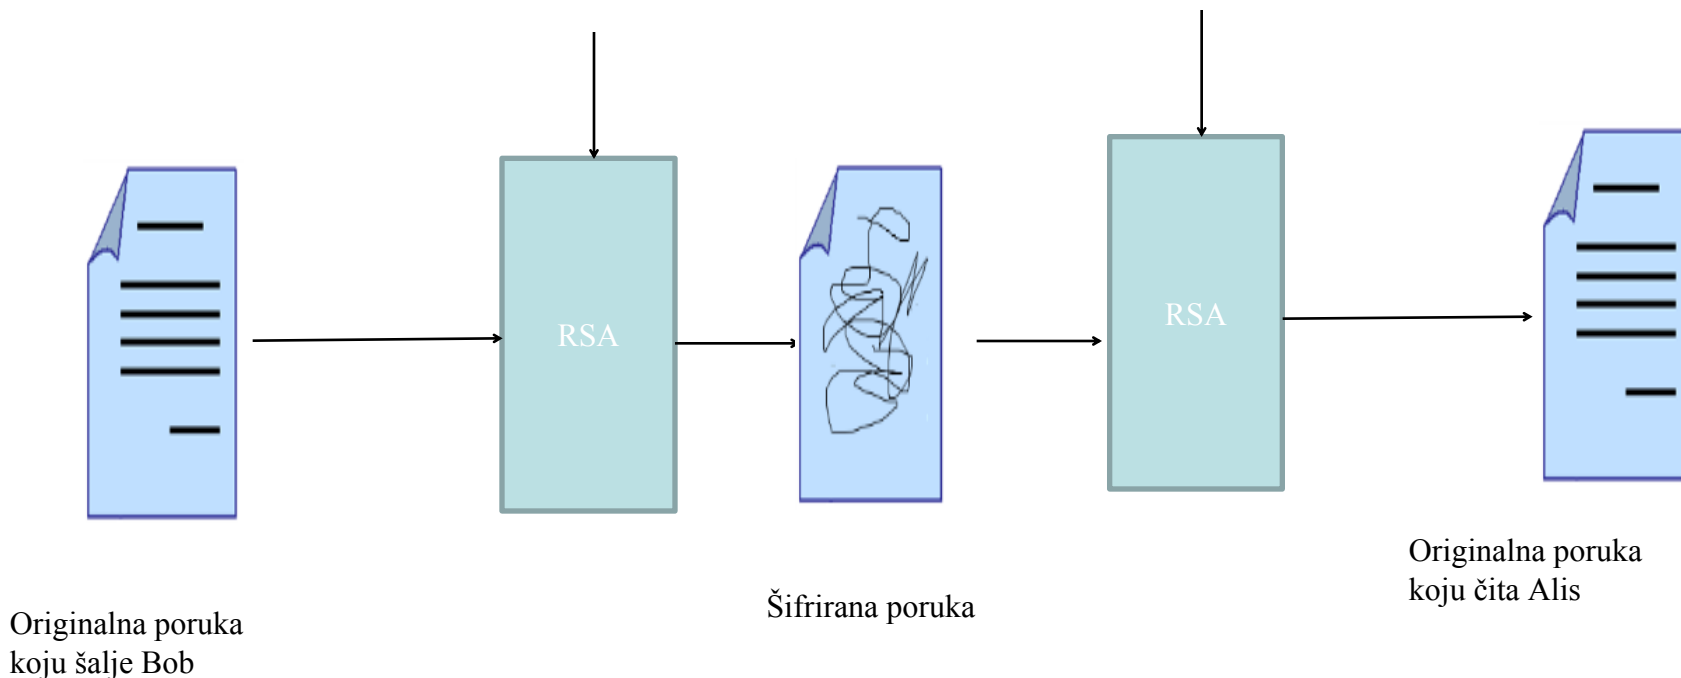 RSA
RSA
Originalna poruka
koju šalje Bob
Šifrirana poruka
Originalna poruka
koju čita Alis